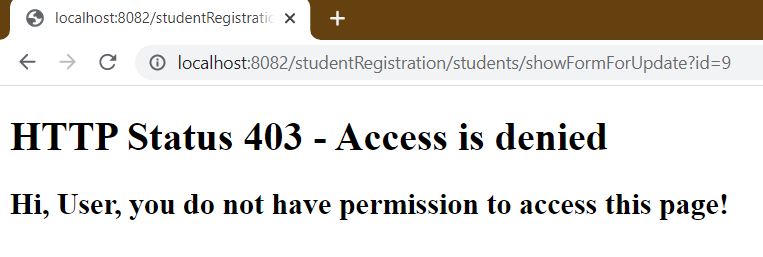 localhost:8082/studentRegistratio
localhost:8082/studentRegistration/students/showFormForUpdate?id=9
HTTP Status 403 - Access is denied
Hi, User, you do not have permission to access this page!